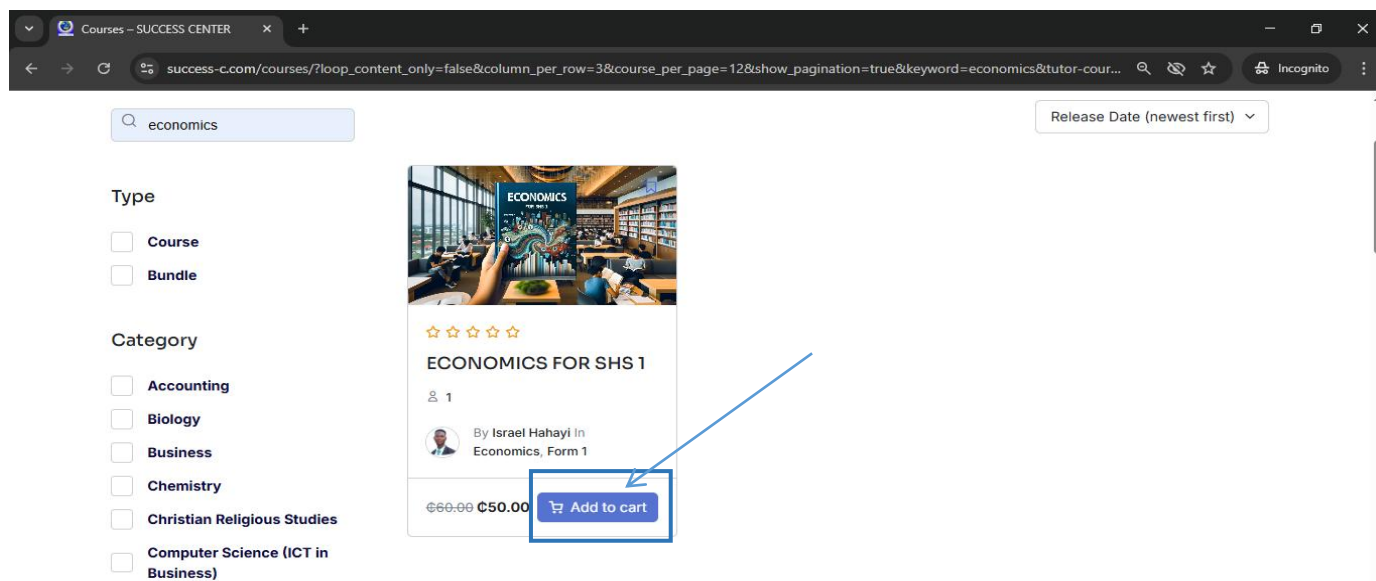 Courses – SUCCESS CENTER
success-c.com/courses/?loop_content_only=false&column_per_row=3&course_per_page=12&show_pagination=true&keyword=economics&tutor-cour...
Incognito
economics
Release Date (newest first)
Type
Course
Bundle
Category
Accounting
Biology
Business
Chemistry
Christian Religious Studies
Computer Science (ICT in
Business)
ECONOMICS
FOR SHS 1
ECONOMICS FOR SHS 1
1
By Israel Hahayi In
Economics, Form 1
₵60.00 ₵50.00 Add to cart